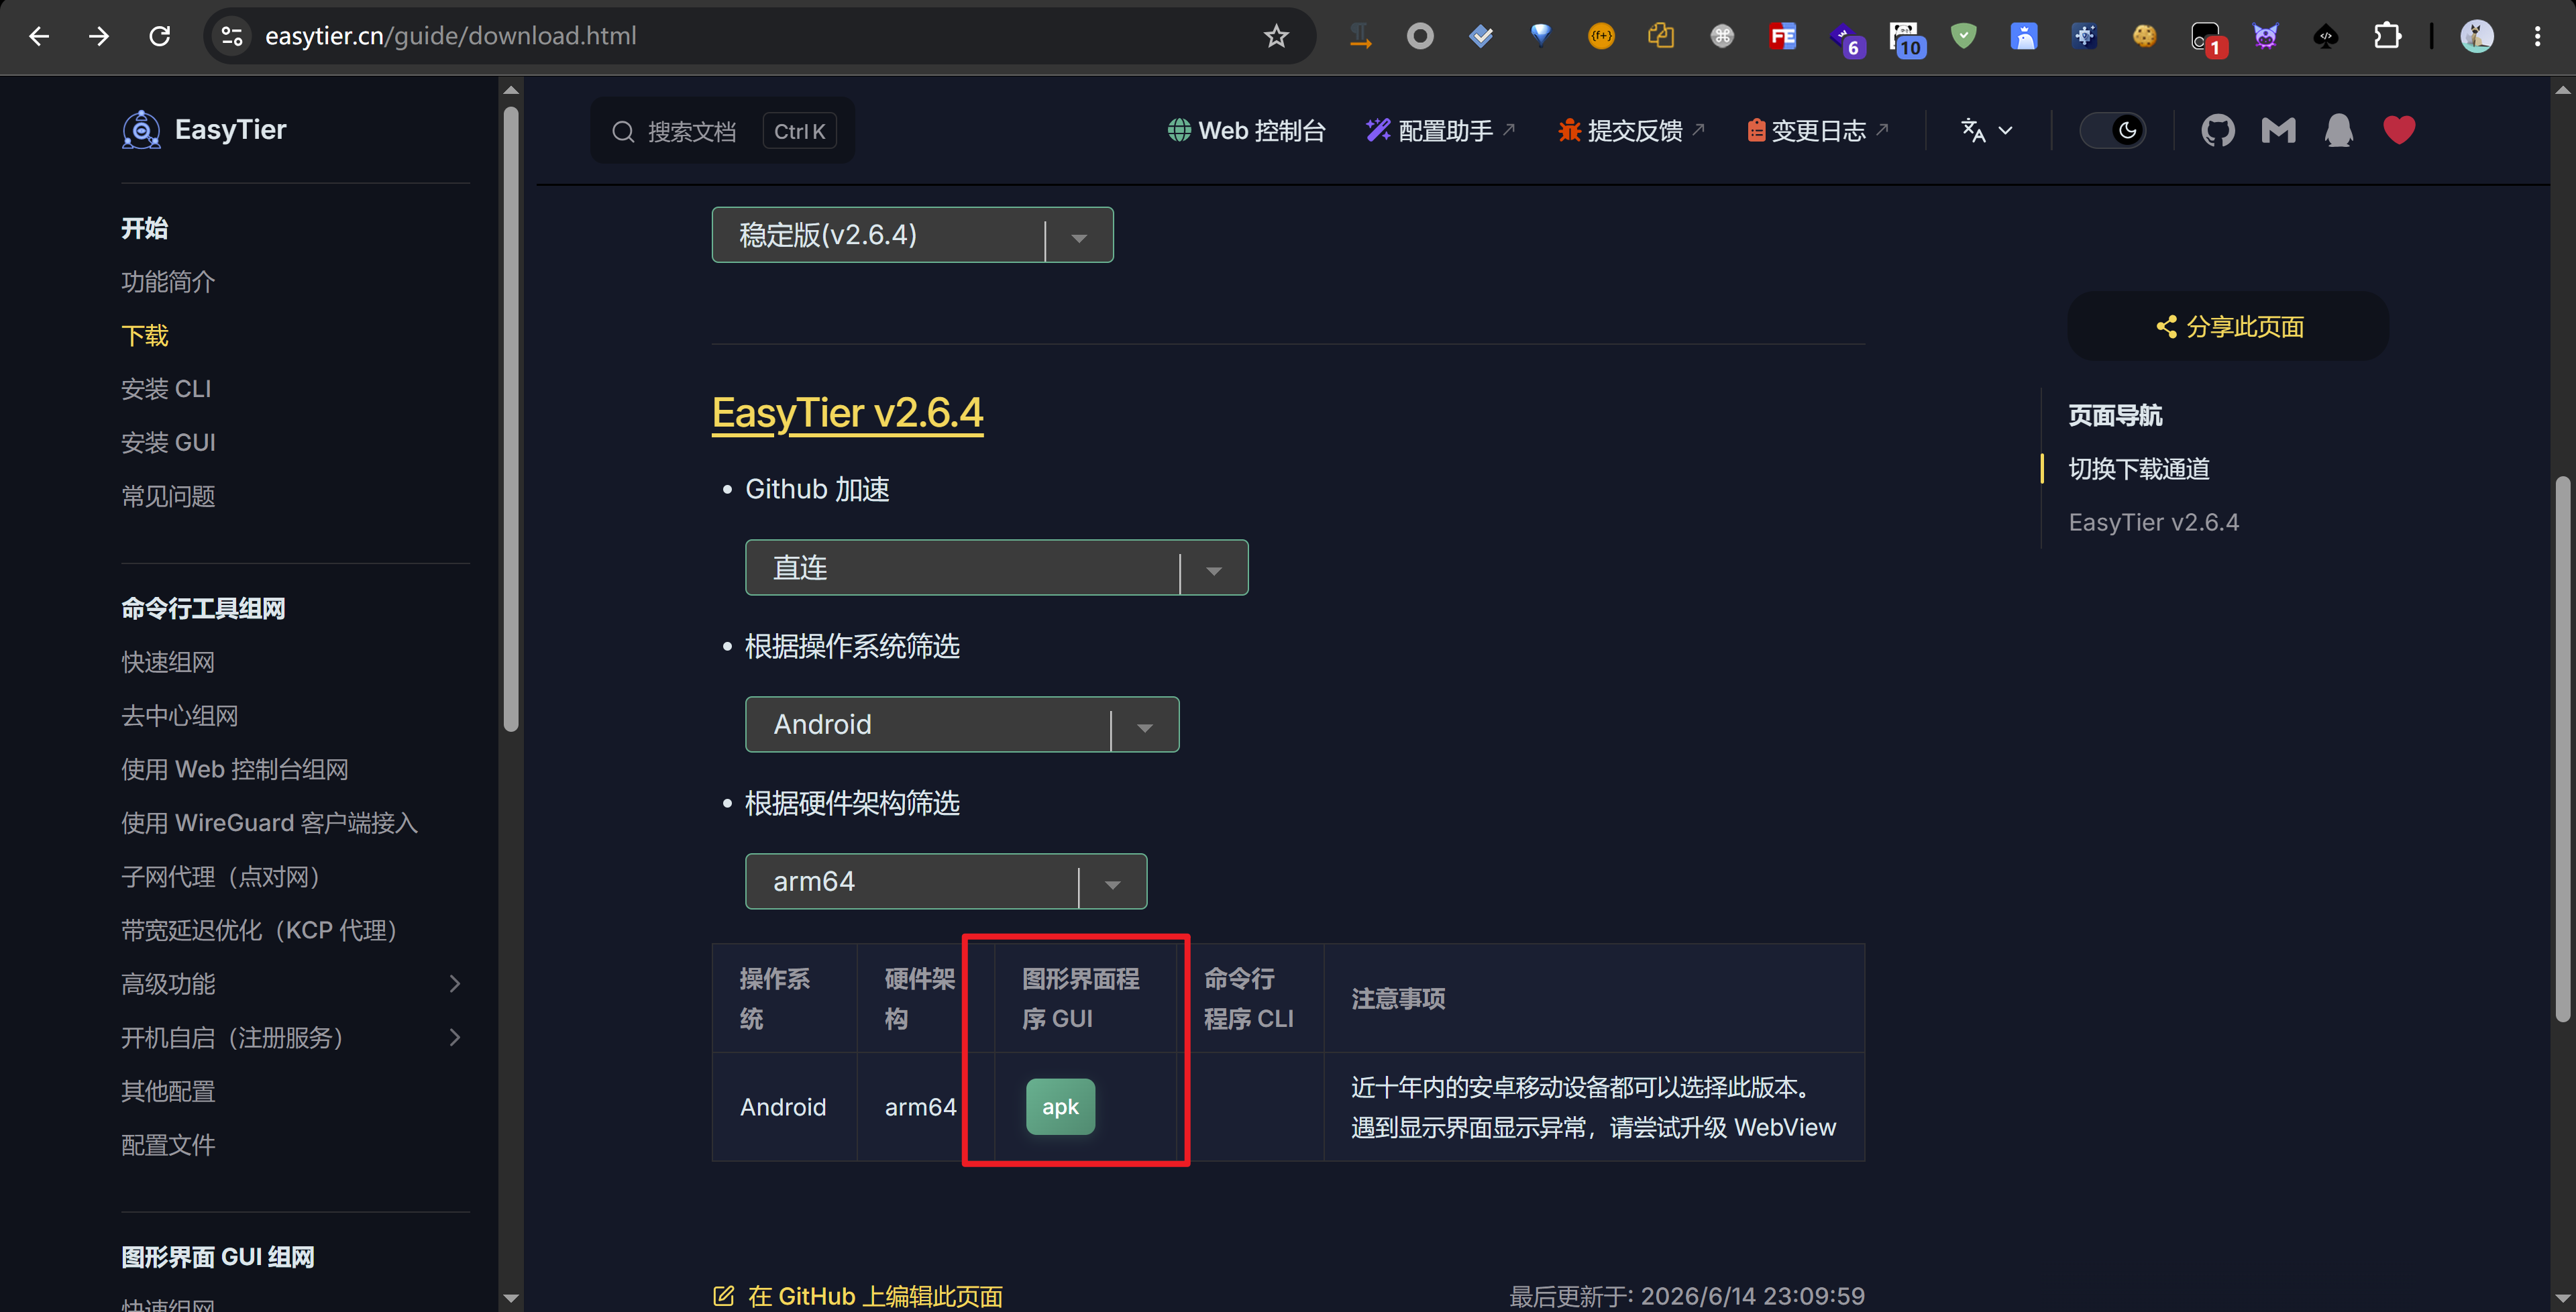 easytier.cn/guide/download.html
6
10
1
EasyTier
开始
功能简介
下载
安装 CLI
安装 GUI
常见问题
命令行工具组网
快速组网
去中心组网
使用 Web 控制台组网
使用 WireGuard 客户端接入
子网代理（点对网）
带宽延迟优化（KCP 代理）
高级功能
开机自启（注册服务）
其他配置
配置文件
图形界面 GUI 组网
快速组网
搜索文档
Ctrl K
Web 控制台
配置助手
提交反馈
变更日志
稳定版(v2.6.4)
EasyTier v2.6.4
Github 加速
直连
根据操作系统筛选
Android
根据硬件架构筛选
arm64
操作系
统
硬件架
构
图形界面程
序 GUI
命令行
程序 CLI
注意事项
Android
arm64
apk
近十年内的安卓移动设备都可以选择此版本。
遇到显示界面显示异常，请尝试升级 WebView
在 GitHub 上编辑此页面
最后更新于: 2026/6/14 23:09:59
分享此页面
页面导航
切换下载通道
EasyTier v2.6.4